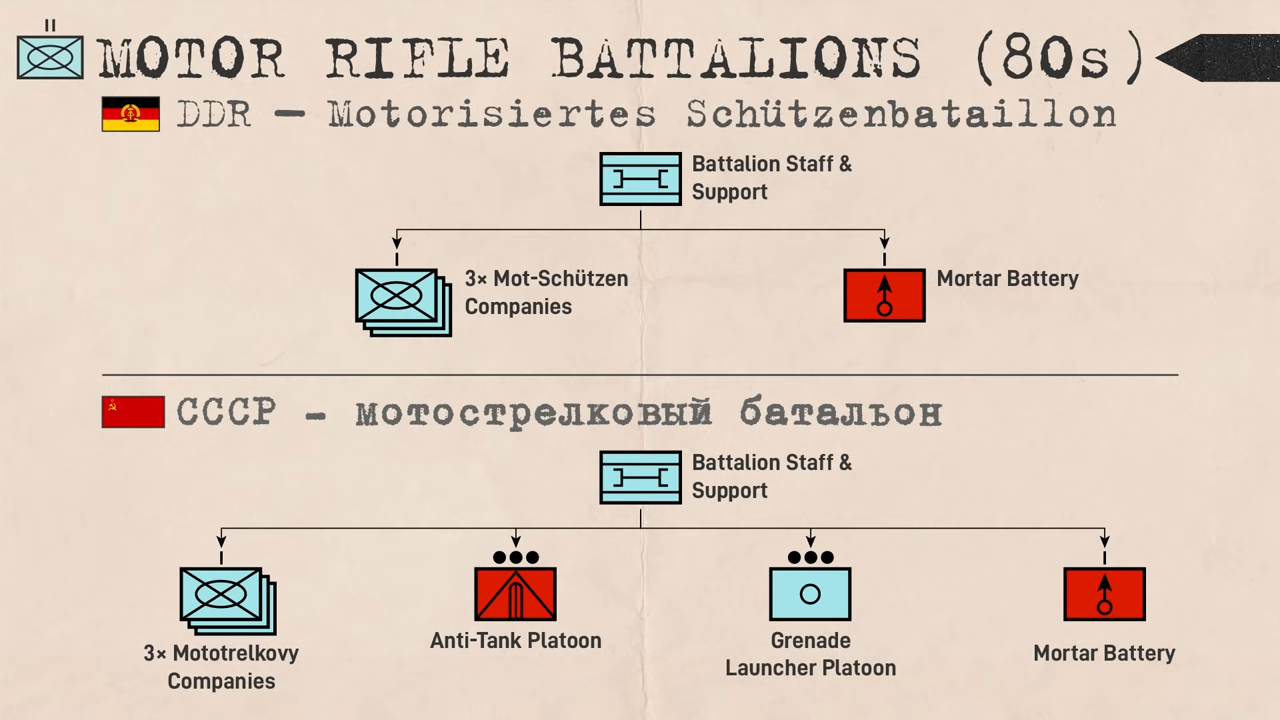 MOTOR RIFLE BATTALIONS (80s)
DDR — Motorisiertes Schützenbataillon
Battalion Staff &
Support
3× Mot-Schützen
Companies
Mortar Battery
СССР – мотострелковый батальон
Battalion Staff &
Support
3× Mototrelkovy
Companies
Anti-Tank Platoon
Grenade
Launcher Platoon
Mortar Battery